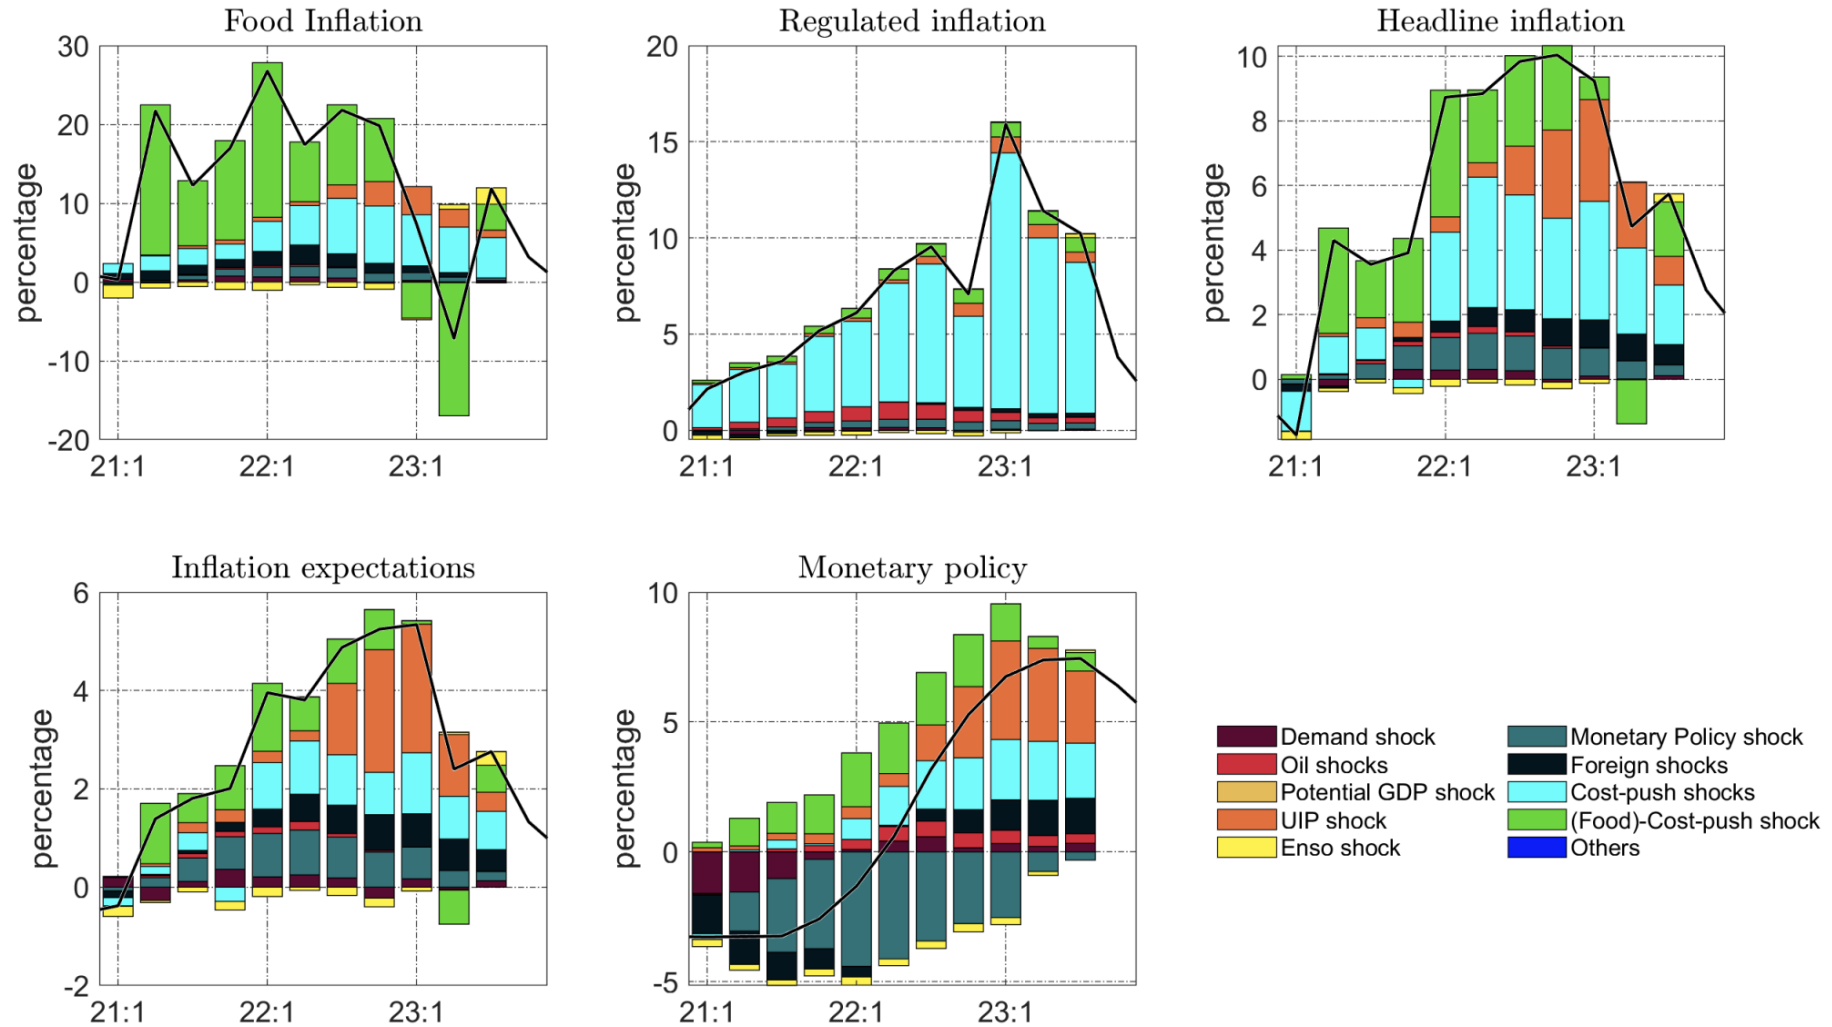 Food Inflation
percentage
30
20
10
0
-10
-20
21:1 22:1 23:1
Regulated inflation
percentage
20
15
10
5
0
21:1 22:1 23:1
Headline inflation
percentage
10
8
6
4
2
0
21:1 22:1 23:1
Inflation expectations
percentage
6
4
2
0
-2
21:1 22:1 23:1
Monetary policy
percentage
10
5
0
-5
21:1 22:1 23:1
Demand shock
Oil shocks
Potential GDP shock
UIP shock
Enso shock
Monetary Policy shock
Foreign shocks
Cost-push shocks
(Food)-Cost-push shock
Others